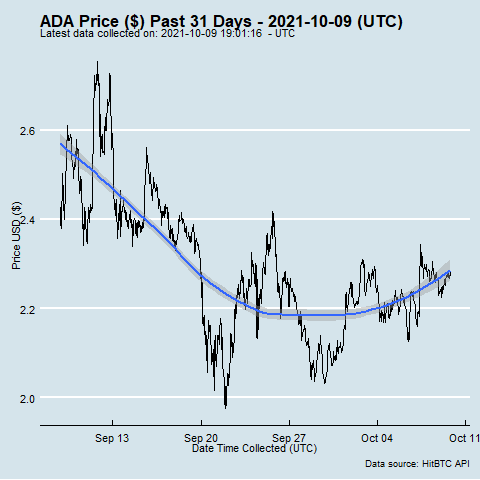 ADA Price ($) Past 31 Days - 2021-10-09 (UTC)
Latest data collected on: 2021-10-09 19:01:16  - UTC
Price USD ($)
2.6
2.4
2.2
2.0
Sep 13
Sep 20
Sep 27
Oct 04
Oct 11
Date Time Collected (UTC)
Data source: HitBTC API